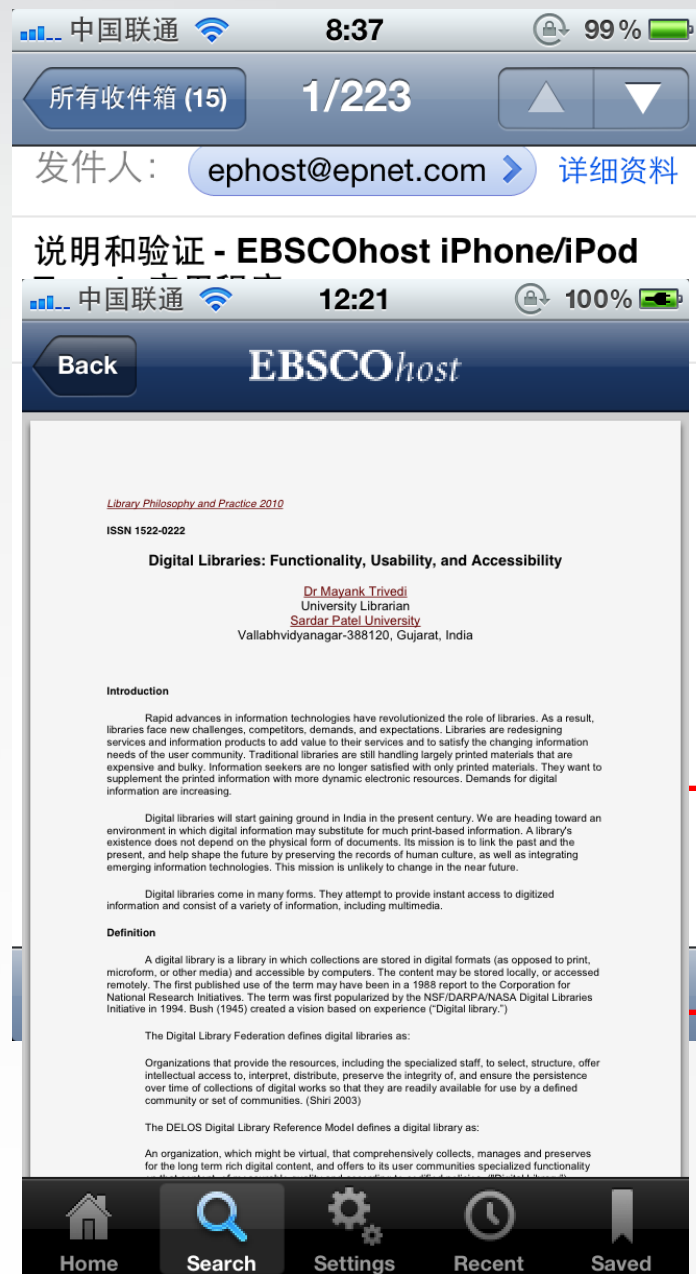 中国联通 8:37 99%
所有收件箱 (15) 1/223
发件人: ephost@epnet.com 详细资料
说明和验证 - EBSCOhost iPhone/iPod
中国联通 12:21 100%
Back EBSCOhost
Library Philosophy and Practice 2010
ISSN 1522-0222
Digital Libraries: Functionality, Usability, and Accessibility
Dr Mayank Trivedi
University Librarian
Sardar Patel University
Vallabhvidyanagar-388120, Gujarat, India
Introduction
Rapid advances in information technologies have revolutionized the role of libraries. As a result,
libraries face new challenges, competitors, demands, and expectations. Libraries are redesigning
services and information products to add value to their services and to satisfy the changing information
needs of the user community. Traditional libraries are still handling largely printed materials that are
expensive and bulky. Information seekers are no longer satisfied with only printed materials. They want to
supplement the printed information with more dynamic electronic resources. Demands for digital
information are increasing.
Digital libraries will start gaining ground in India in the present century. We are heading toward an
environment in which digital information may substitute for much print-based information. A library's
existence does not depend on the physical form of documents. Its mission is to link the past and the
present, and help shape the future by preserving the records of human culture, as well as integrating
emerging information technologies. This mission is unlikely to change in the near future.
Digital libraries come in many forms. They attempt to provide instant access to digitized
information and consist of a variety of information, including multimedia.
Definition
A digital library is a library in which collections are stored in digital formats (as opposed to print,
microform, or other media) and accessible by computers. The content may be stored locally, or accessed
remotely. The first published use of the term may have been in a 1988 report to the Corporation for
National Research Initiatives. The term was first popularized by the NSF/DARPA/NASA Digital Libraries
Initiative in 1994. Bush (1945) created a vision based on experience ("Digital library.")
The Digital Library Federation defines digital libraries as:
Organizations that provide the resources, including the specialized staff, to select, structure, offer
intellectual access to, interpret, distribute, preserve the integrity of, and ensure the persistence
over time of collections of digital works so that they are readily available for use by a defined
community or set of communities. (Shiri 2003)
The DELOS Digital Library Reference Model defines a digital library as:
An organization, which might be virtual, that comprehensively collects, manages and preserves
for the long term rich digital content, and offers to its user communities specialized functionality
Home Search Settings Recent Saved